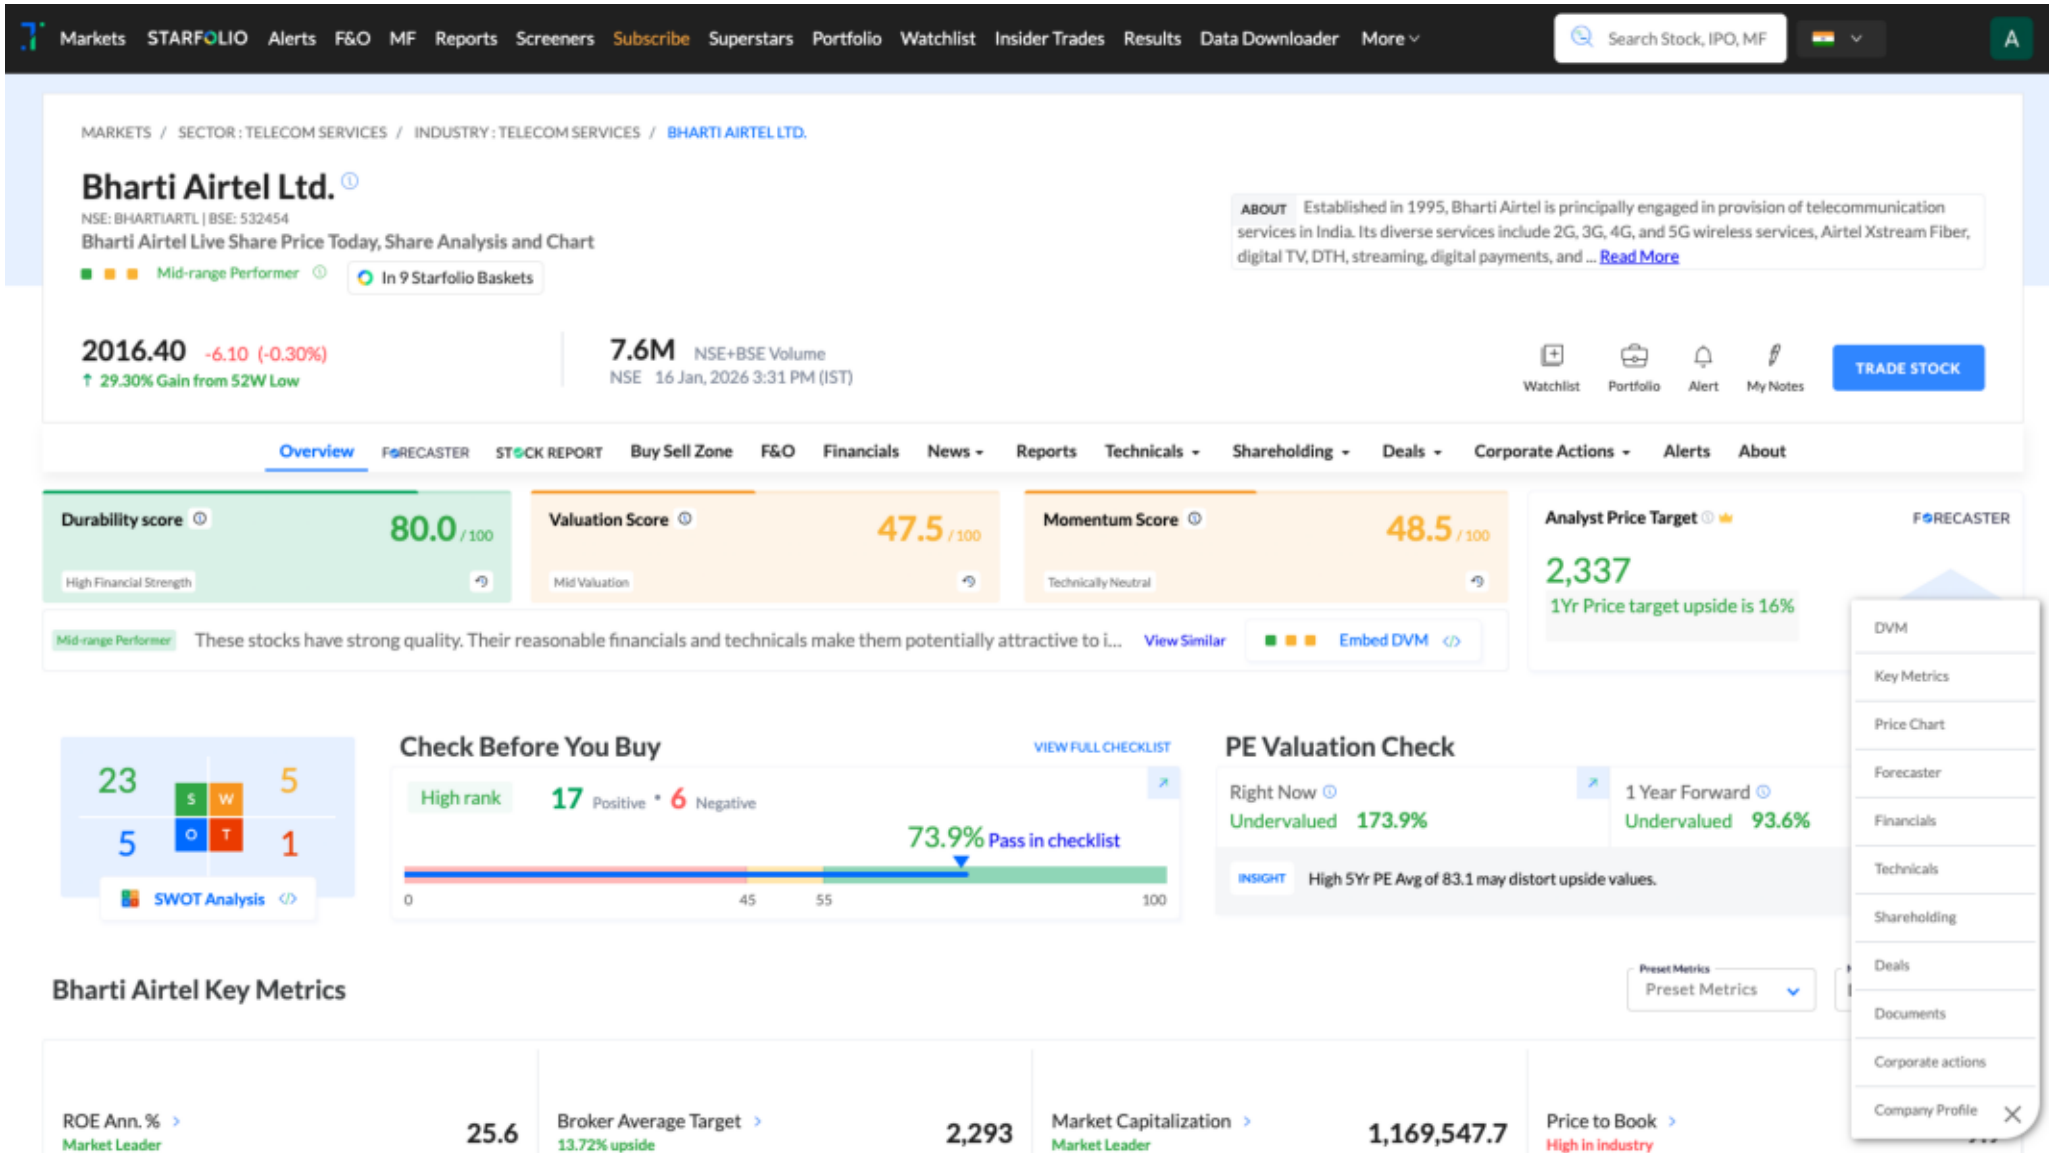 Markets STARFOLIO Alerts F&O MF Reports Screeners Subscribe Superstars Portfolio Watchlist Insider Trades Results Data Downloader More Search Stock, IPO, MF A
MARKETS / SECTOR : TELECOM SERVICES / INDUSTRY : TELECOM SERVICES / BHARTI AIRTEL LTD.
Bharti Airtel Ltd.
NSE: BHARTIARTL | BSE: 532454
Bharti Airtel Live Share Price Today, Share Analysis and Chart
Mid-range Performer In 9 Starfolio Baskets
ABOUT Established in 1995, Bharti Airtel is principally engaged in provision of telecommunication
services in India. Its diverse services include 2G, 3G, 4G, and 5G wireless services, Airtel Xstream Fiber,
digital TV, DTH, streaming, digital payments, and ... Read More
2016.40 -6.10 (-0.30%)
↑ 29.30% Gain from 52W Low
7.6M NSE+BSE Volume
NSE 16 Jan, 2026 3:31 PM (IST)
Watchlist Portfolio Alert My Notes TRADE STOCK
Overview FORECASTER STOCK REPORT Buy Sell Zone F&O Financials News Reports Technicals Shareholding Deals Corporate Actions Alerts About
Durability score 80.0 / 100
High Financial Strength
Valuation Score 47.5 / 100
Mid Valuation
Momentum Score 48.5 / 100
Technically Neutral
Analyst Price Target FORECASTER
2,337
1Yr Price target upside is 16%
Mid-range Performer These stocks have strong quality. Their reasonable financials and technicals make them potentially attractive to i... View Similar Embed DVM </>
23 S W 5
5 O T 1
SWOT Analysis </>
Check Before You Buy VIEW FULL CHECKLIST
High rank 17 Positive • 6 Negative
73.9% Pass in checklist
0 45 55 100
PE Valuation Check
Right Now
Undervalued 173.9%
1 Year Forward
Undervalued 93.6%
INSIGHT High 5Yr PE Avg of 83.1 may distort upside values.
Bharti Airtel Key Metrics
Preset Metrics
Preset Metrics
ROE Ann. % 25.6
Market Leader
Broker Average Target 2,293
13.72% upside
Market Capitalization 1,169,547.7
Market Leader
Price to Book
High in industry
DVM
Key Metrics
Price Chart
Forecaster
Financials
Technicals
Shareholding
Deals
Documents
Corporate actions
Company Profile